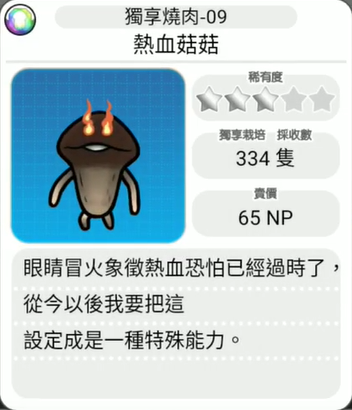 獨享燒肉-09
熱血菇菇
稀有度
獨享栽培 採收數
334 隻
賣價
65 NP
眼睛冒火象徵熱血恐怕已經過時了，
從今以後我要把這
設定成是一種特殊能力。